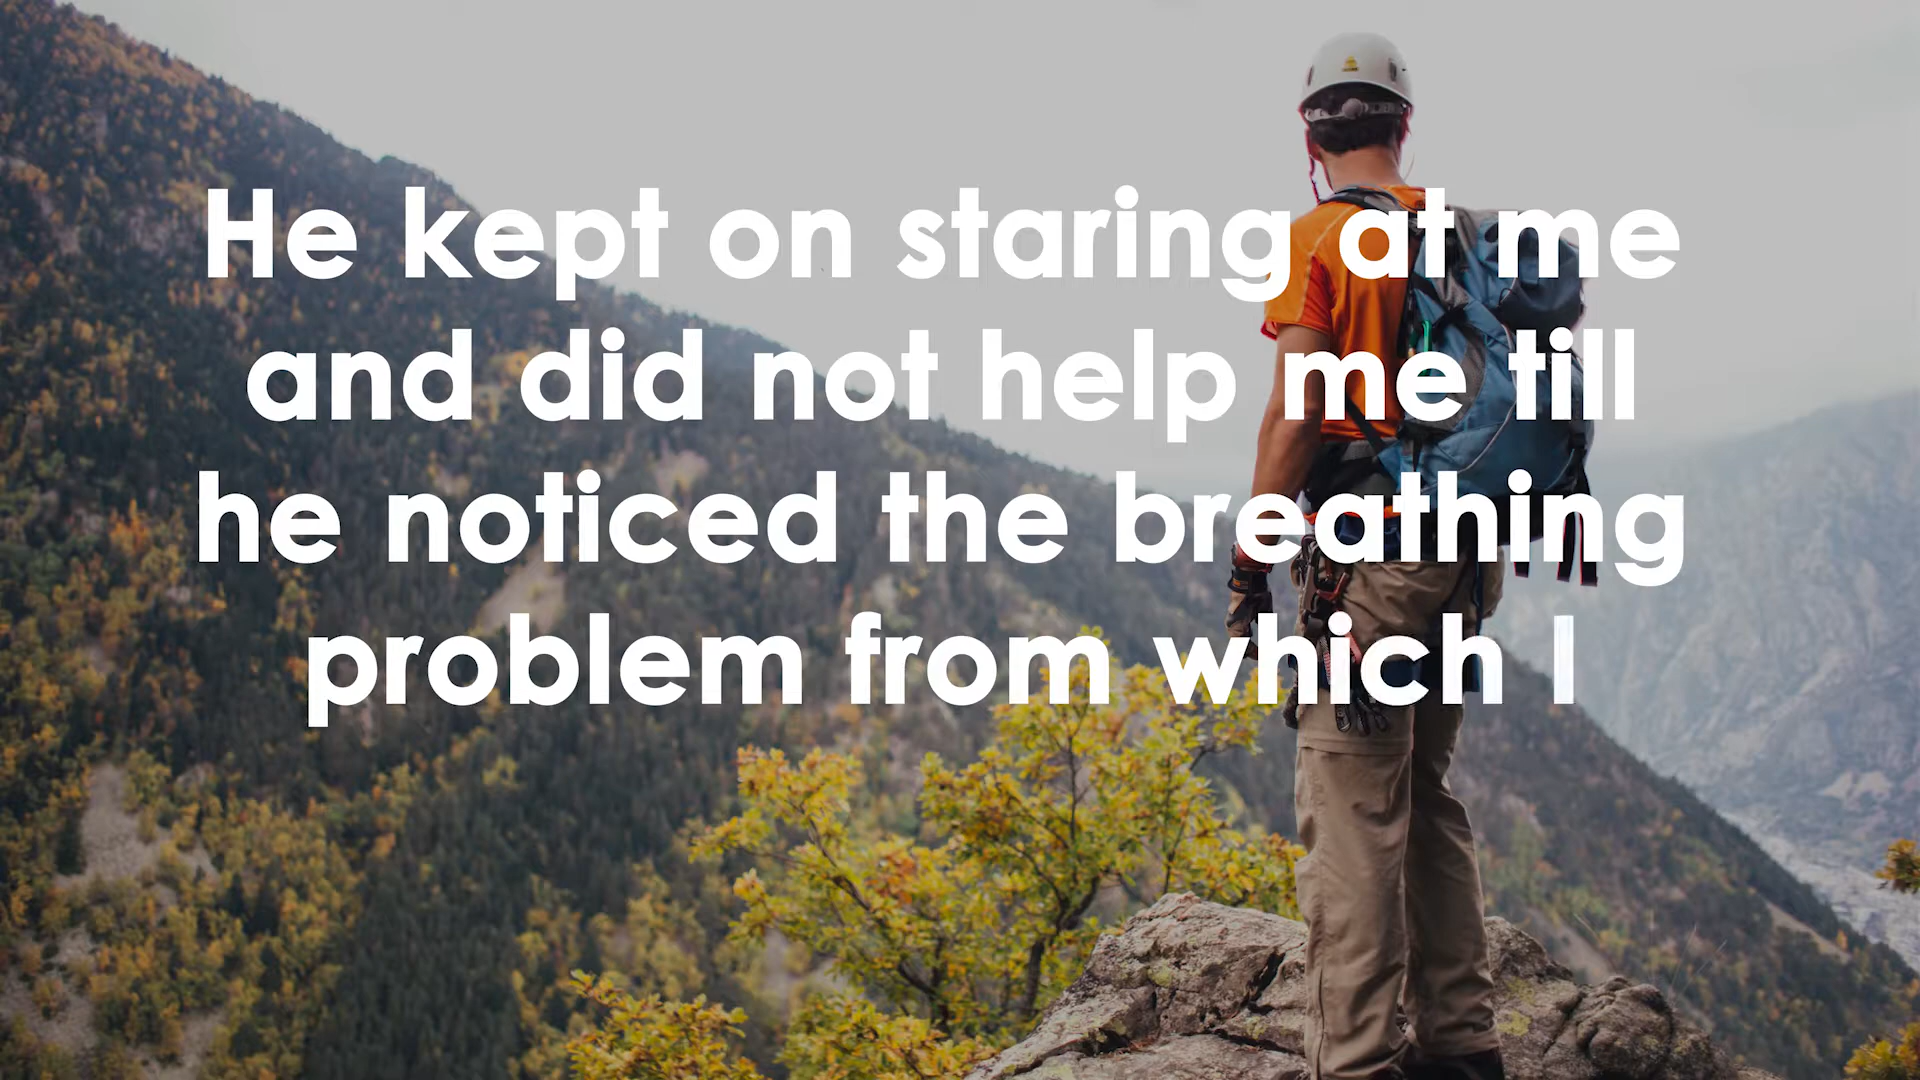 He kept on staring at me
and did not help me till
he noticed the breathing
problem from which I